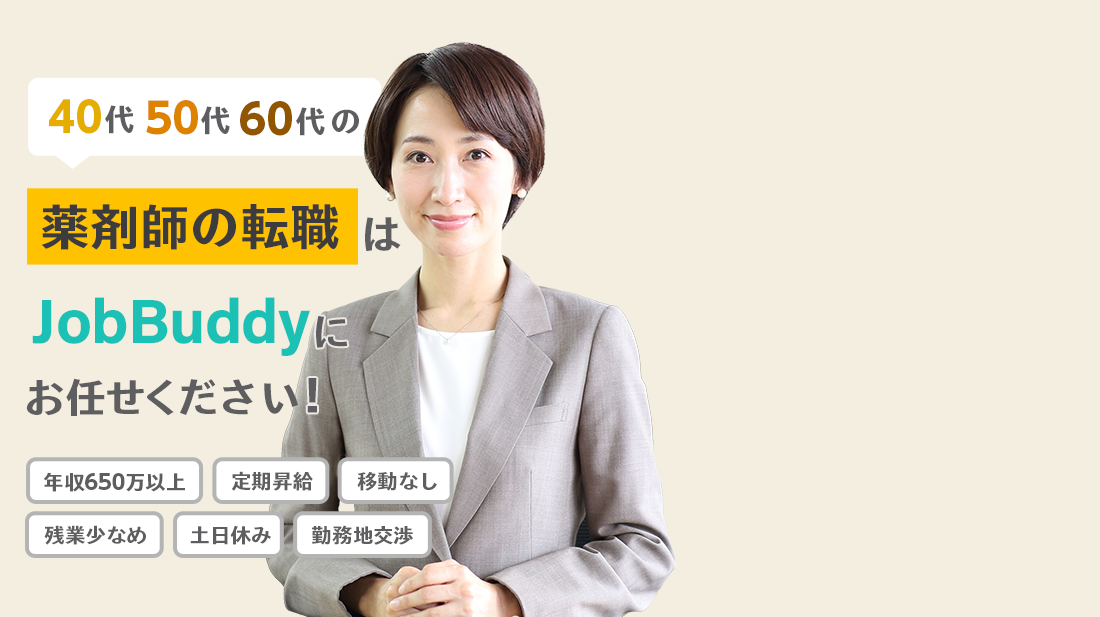 40代 50代 60代の
薬剤師の転職は
JobBuddyに
お任せください！
年収650万以上 定期昇給 移動なし
残業少なめ 土日休み 勤務地交渉